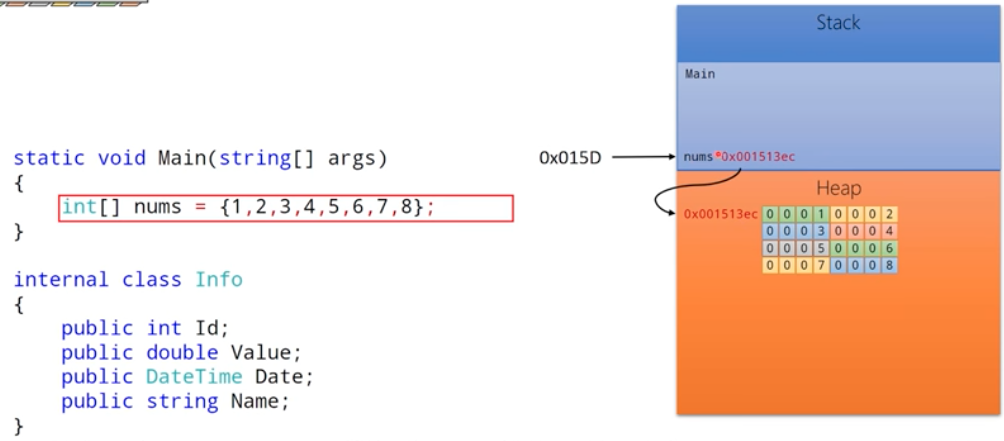 static void Main(string[] args)
{
int[] nums = {1,2,3,4,5,6,7,8};
}
internal class Info
{
public int Id;
public double Value;
public DateTime Date;
public string Name;
}
Stack
Main
0x015D
nums 0x001513ec
Heap
0x001513ec 0 0 0 1 0 0 0 2
0 0 0 3 0 0 0 4
0 0 0 5 0 0 0 6
0 0 0 7 0 0 0 8